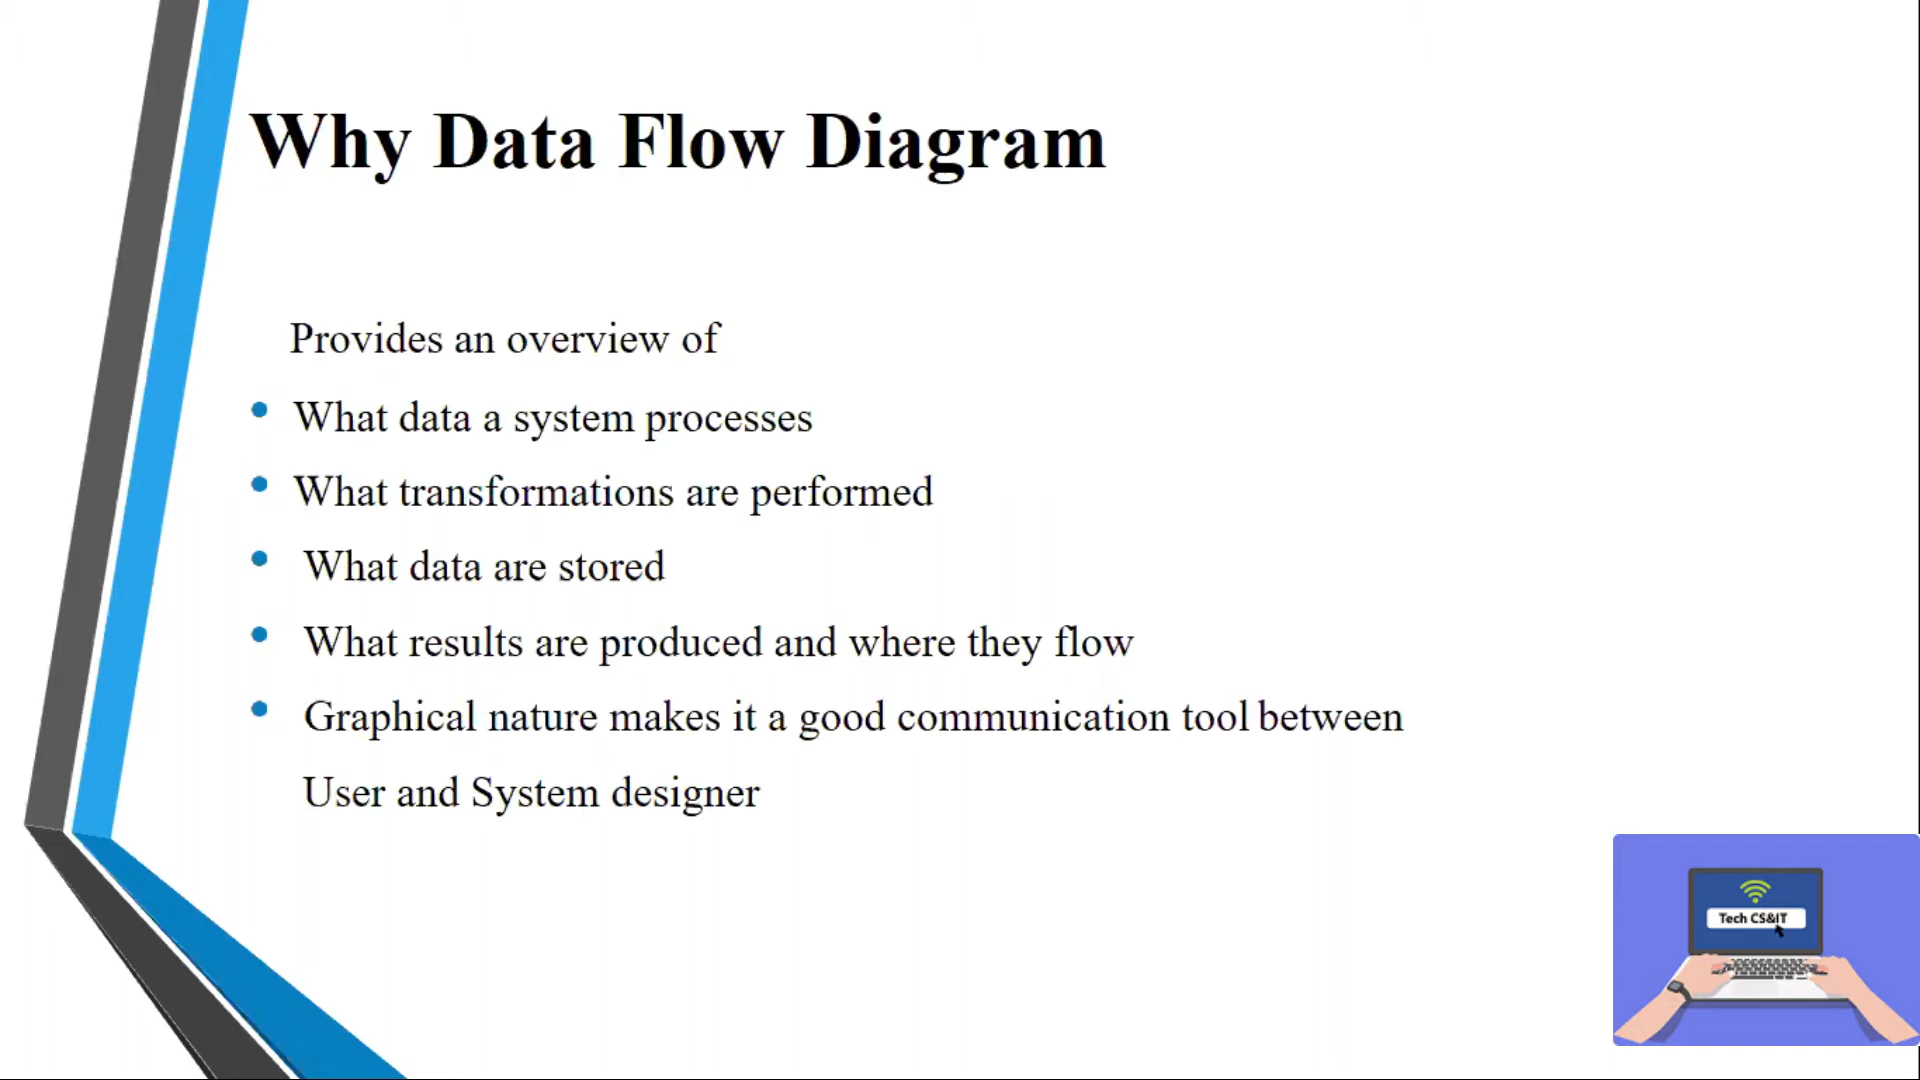 Why Data Flow Diagram
Provides an overview of
• What data a system processes
• What transformations are performed
• What data are stored
• What results are produced and where they flow
• Graphical nature makes it a good communication tool between
User and System designer
Tech CS&IT